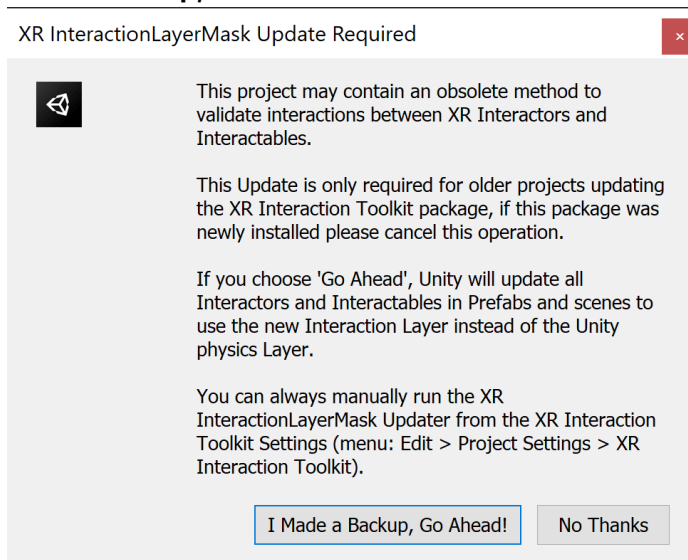 XR InteractionLayerMask Update Required
This project may contain an obsolete method to
validate interactions between XR Interactors and
Interactables.
This Update is only required for older projects updating
the XR Interaction Toolkit package, if this package was
newly installed please cancel this operation.
If you choose 'Go Ahead', Unity will update all
Interactors and Interactables in Prefabs and scenes to
use the new Interaction Layer instead of the Unity
physics Layer.
You can always manually run the XR
InteractionLayerMask Updater from the XR Interaction
Toolkit Settings (menu: Edit > Project Settings > XR
Interaction Toolkit).
I Made a Backup, Go Ahead!
No Thanks